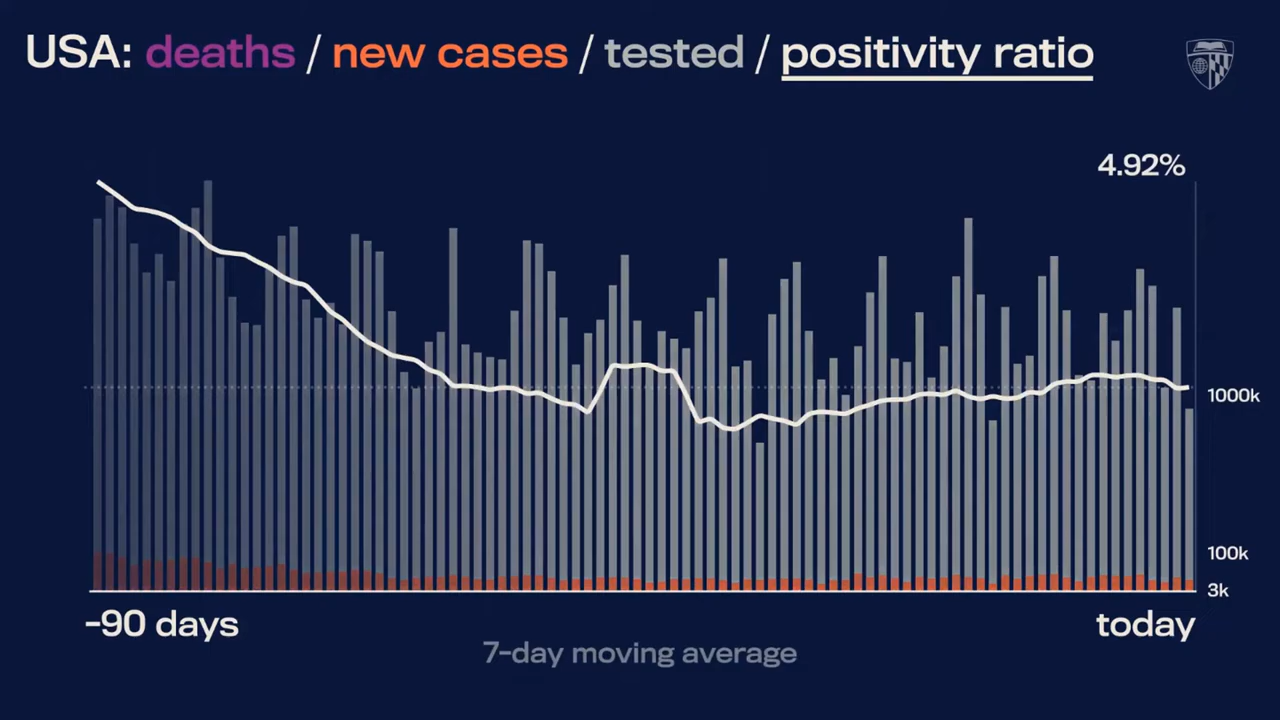 USA: deaths / new cases / tested / positivity ratio
4.92%
1000k
100k
3k
-90 days
today
7-day moving average